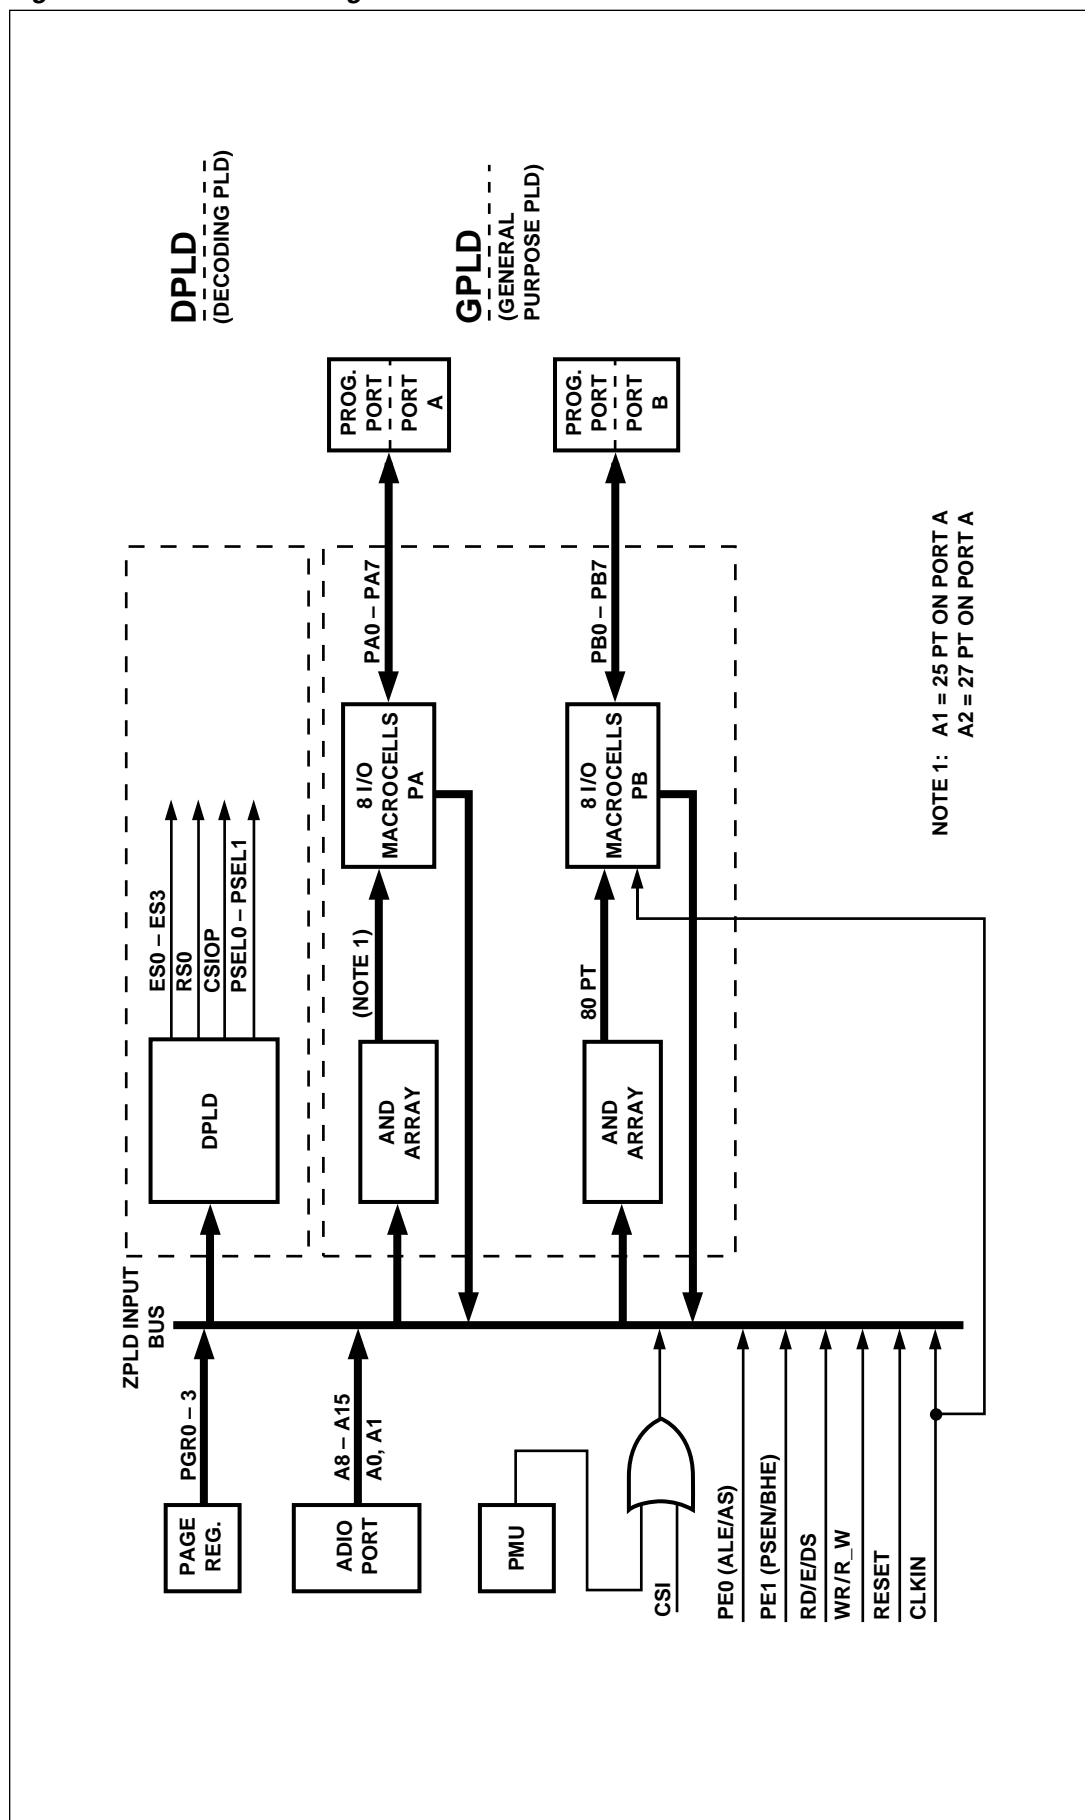 DPLD
(DECODING PLD)
GPLD
(GENERAL
PURPOSE PLD)
PROG.
PORT
PORT
A
PROG.
PORT
PORT
B
PA0 – PA7
PB0 – PB7
8 I/O
MACROCELLS
PA
8 I/O
MACROCELLS
PB
ES0 – ES3
RS0
CSIOP
PSEL0 – PSEL1
(NOTE 1)
80 PT
DPLD
AND
ARRAY
AND
ARRAY
ZPLD INPUT
BUS
PGR0 – 3
A8 – A15
A0, A1
PAGE
REG.
ADIO
PORT
PMU
CSI
PE0 (ALE/AS)
PE1 (PSEN/BHE)
RD/E/DS
WR/R_W
RESET
CLKIN
NOTE 1: A1 = 25 PT ON PORT A
A2 = 27 PT ON PORT A